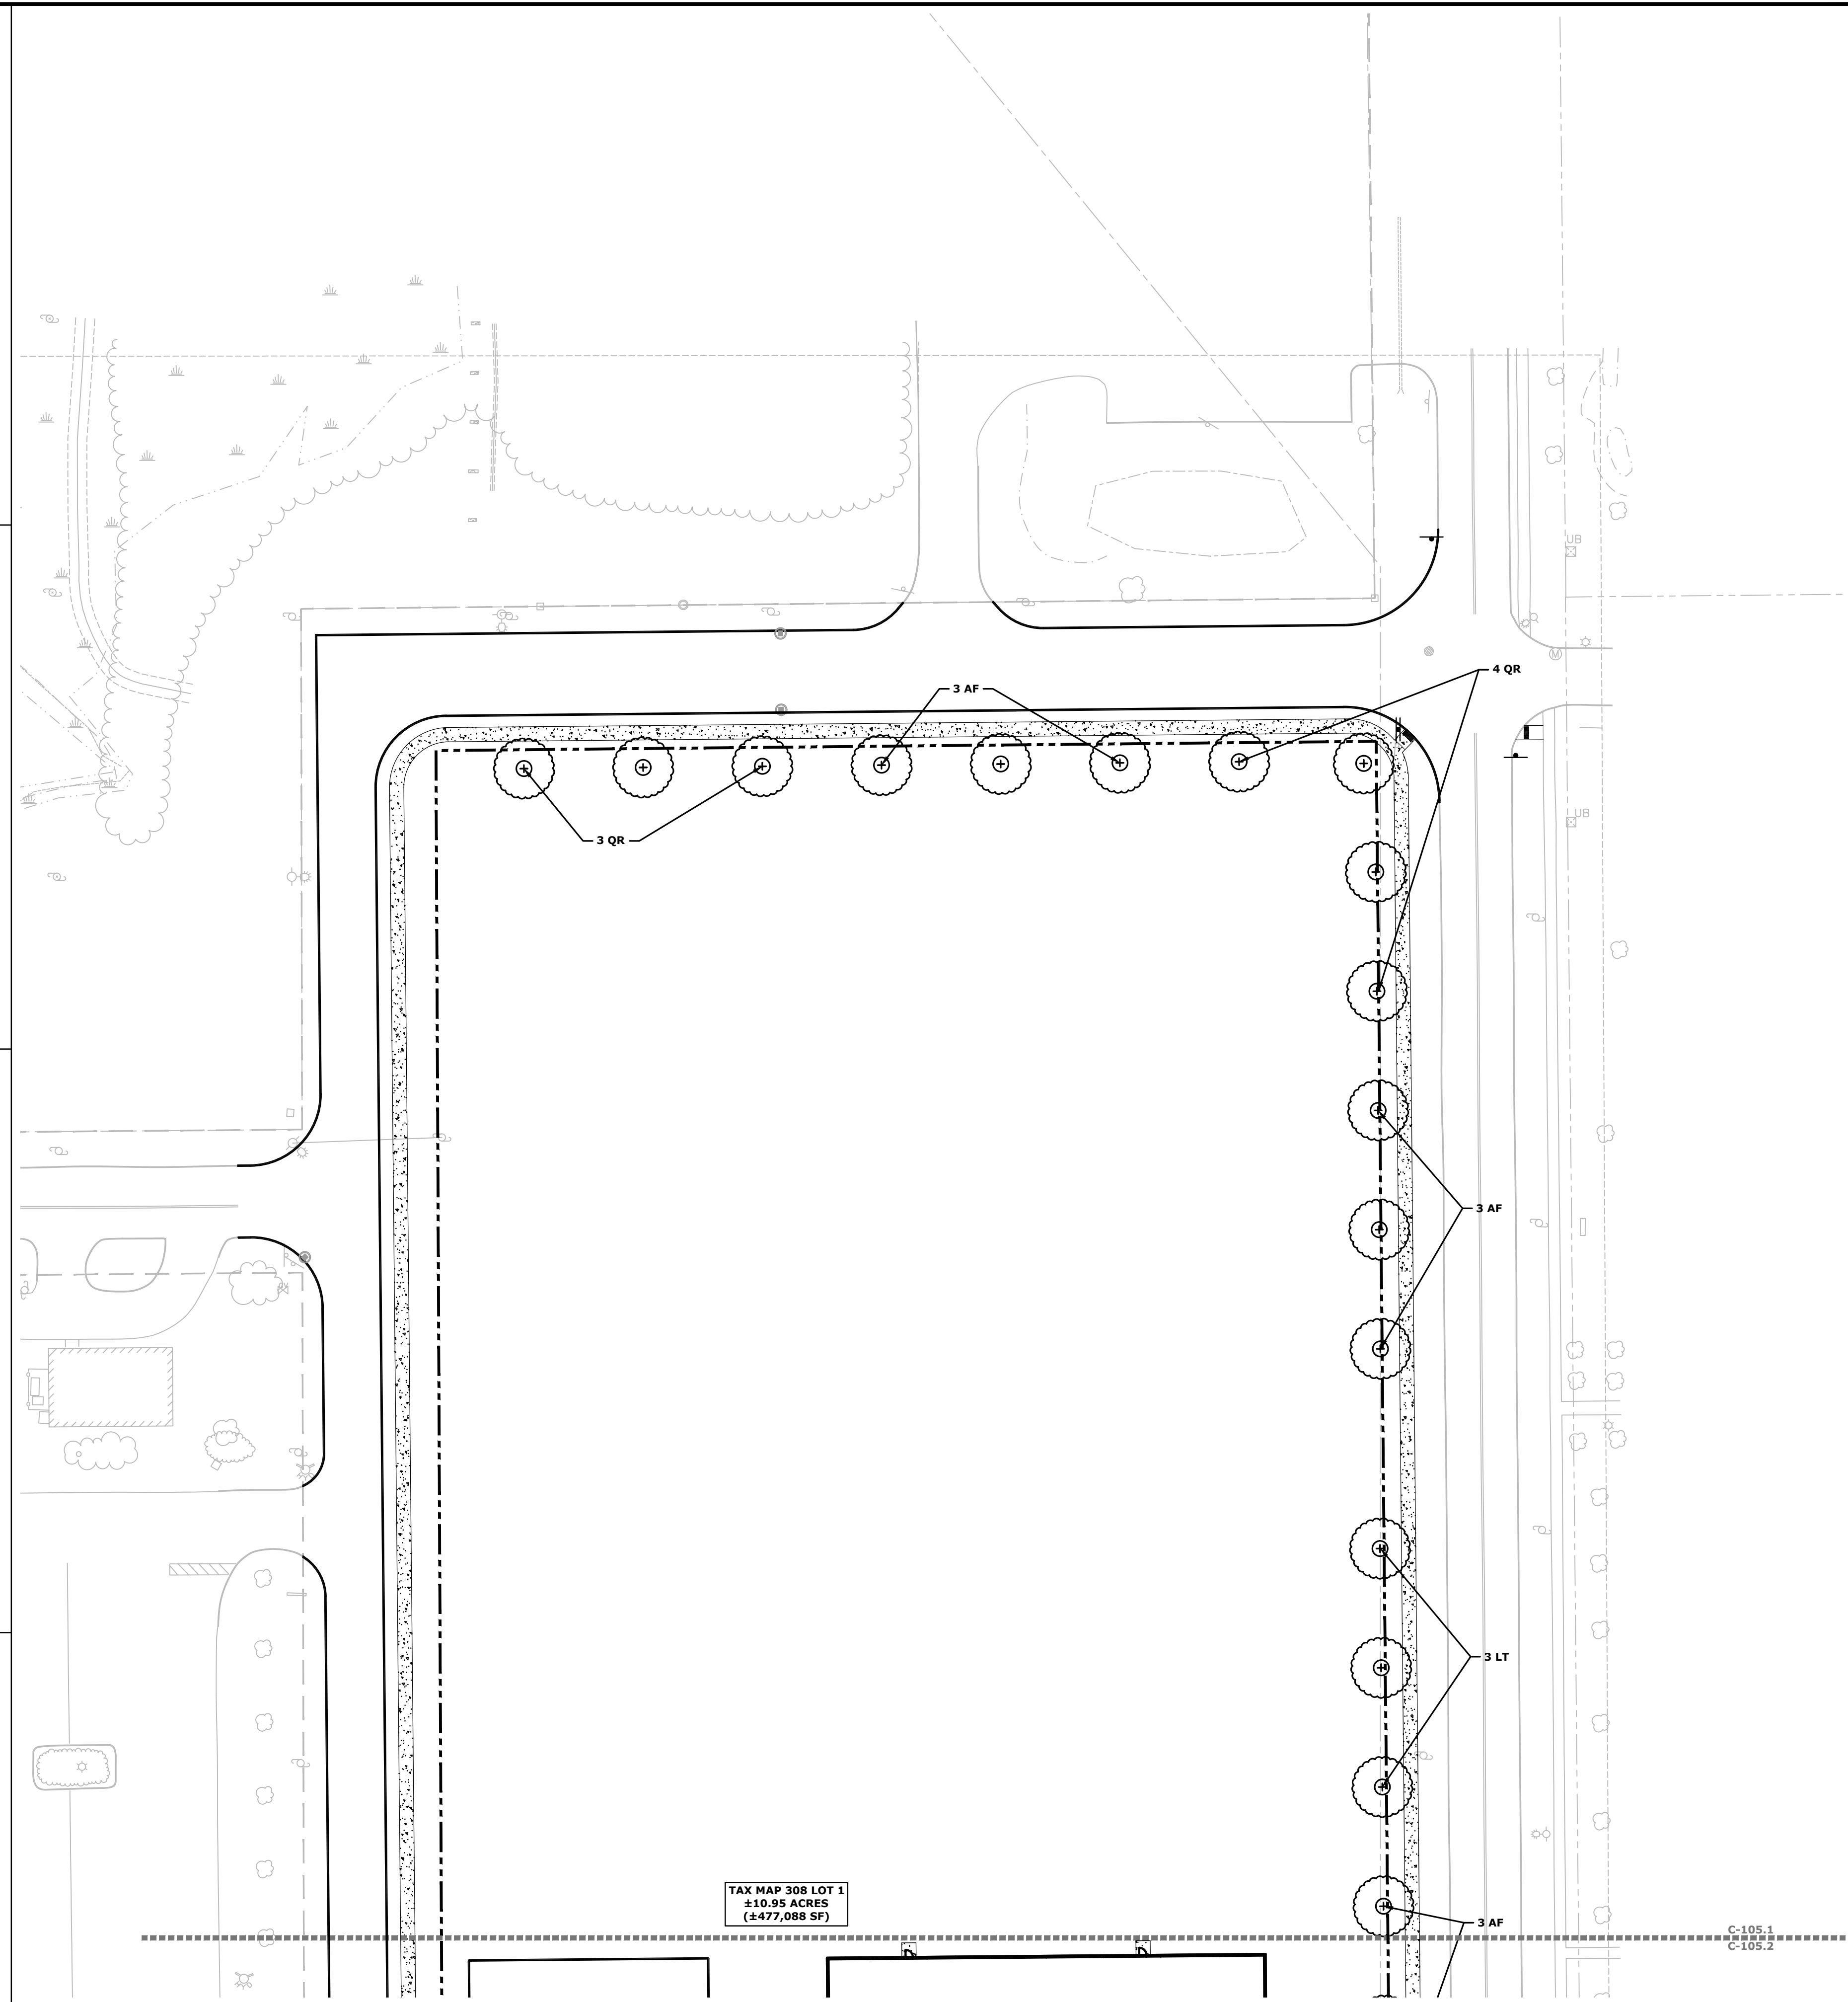 UB
M
4 QR
3 AF
UB
3 QR
3 AF
3 LT
TAX MAP 308 LOT 1
±10.95 ACRES
(±477,088 SF)
3 AF
C-105.1
C-105.2
D
D